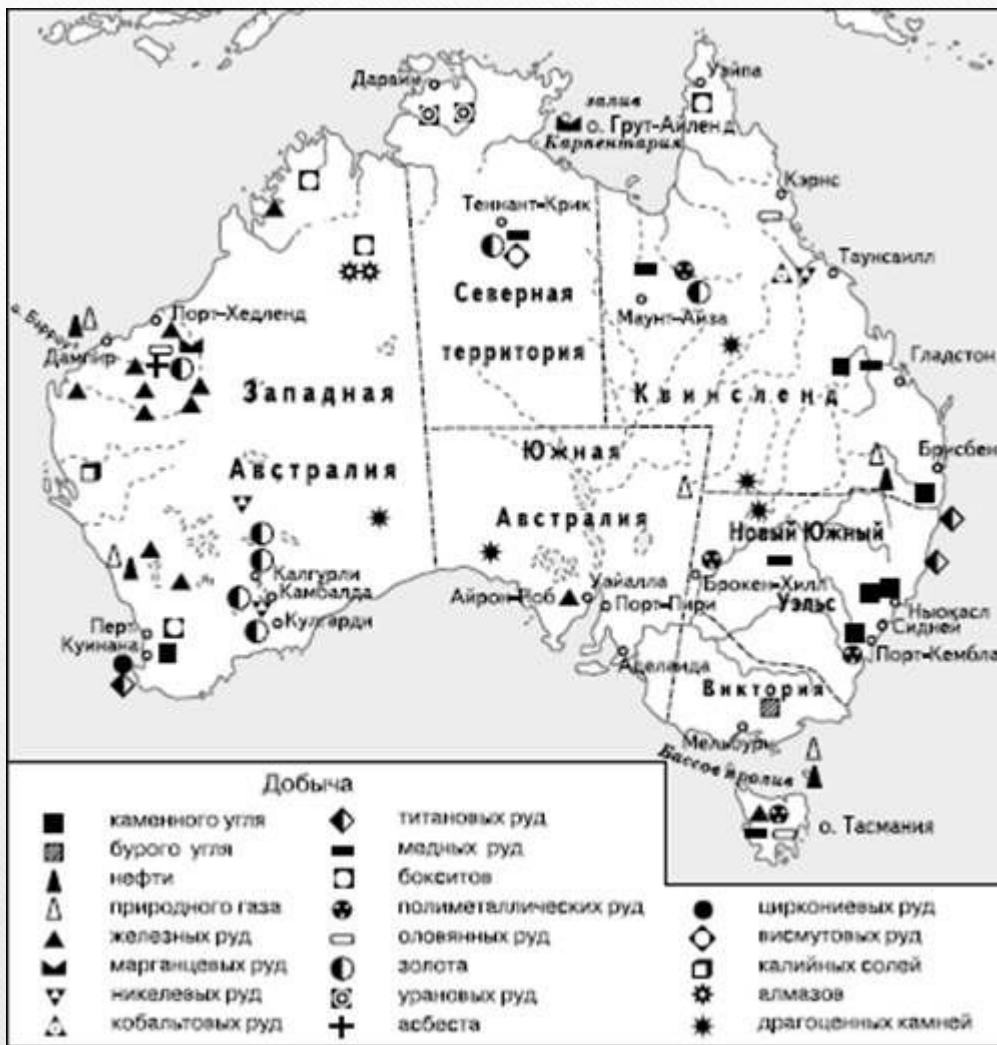 Дарвин
Уэйпа
залив
о. Грут-Айленд
Карпентария
Кэрнс
Теннант-Крик
Таунсвилл
Северная
территория
о. Барроу
Порт-Хедленд
Дампир
Маунт-Айза
Гладстон
Западная
Квинсленд
Южная
Брисбен
Австралия
Австралия
Новый Южный
Калгурли
Камбалда
Кулгарди
Айрон-Ноб
Уайалла
Порт-Пири
Брокен-Хилл
Уэльс
Ньюкасл
Сидней
Порт-Кембла
Перт
Куинана
Аделаида
Виктория
Мельбурн
Бассов пролив
о. Тасмания
Добыча
каменного угля
бурого угля
нефти
природного газа
железных руд
марганцевых руд
никелевых руд
кобальтовых руд
титановых руд
медных руд
бокситов
полиметаллических руд
оловянных руд
золота
урановых руд
асбеста
циркониевых руд
висмутовых руд
калийных солей
алмазов
драгоценных камней